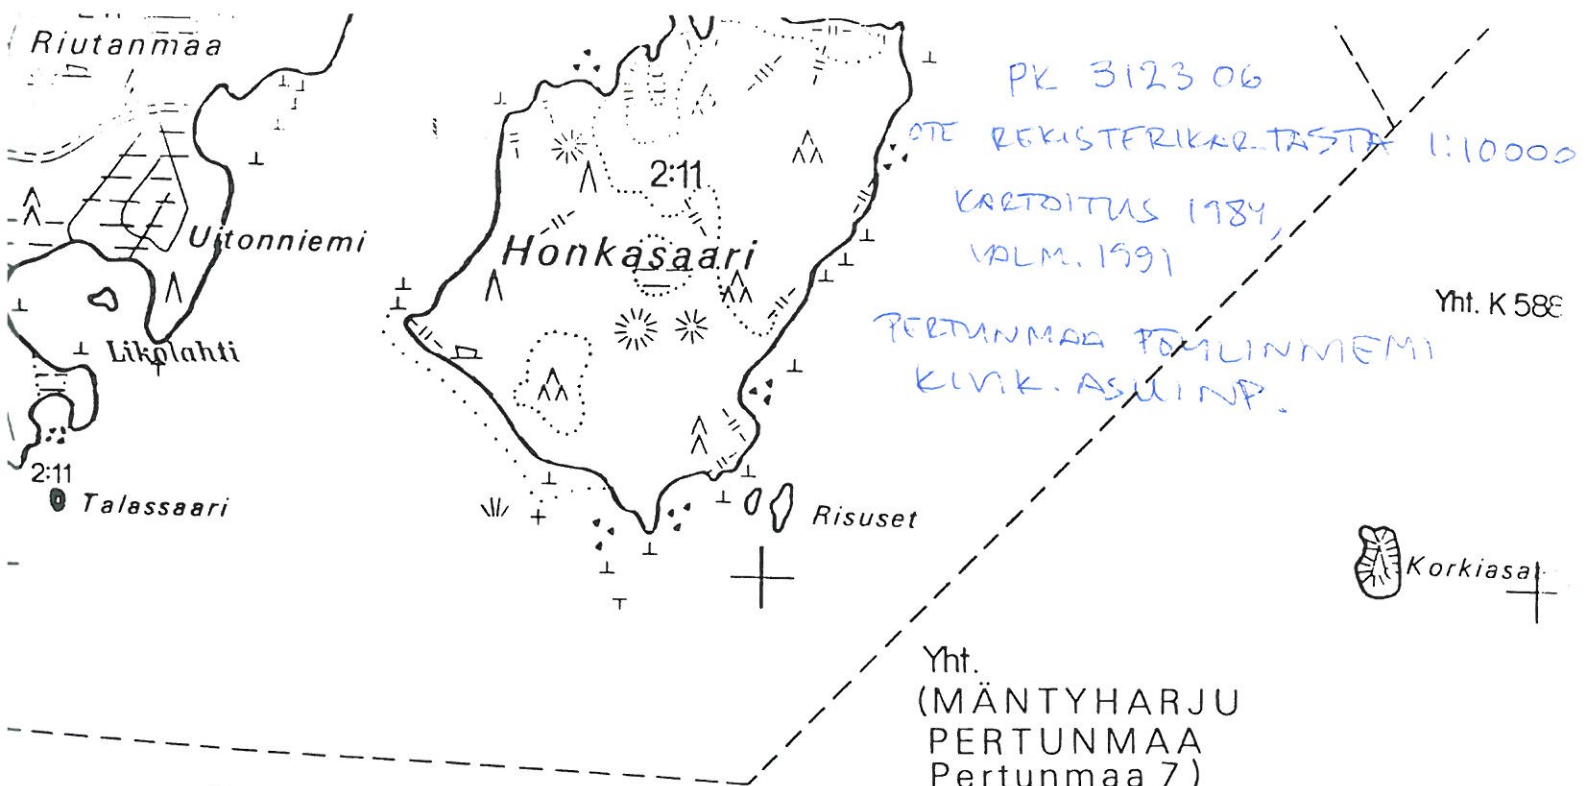 Riutanmaa
PK 3123 06
OTE REKISTERIKARTASTA 1:10000
2:11
KARTOITUS 1984,
VALM. 1991
Uitonniemi
Honkasaari
Yht. K 588
PERTUNMAA
KIVIK. ASUINP.
Likolahti
2:11
Talassaari
Risuset
Korkiasa
Yht.
(MÄNTYHARJU
PERTUNMAA
Pertunmaa 7)